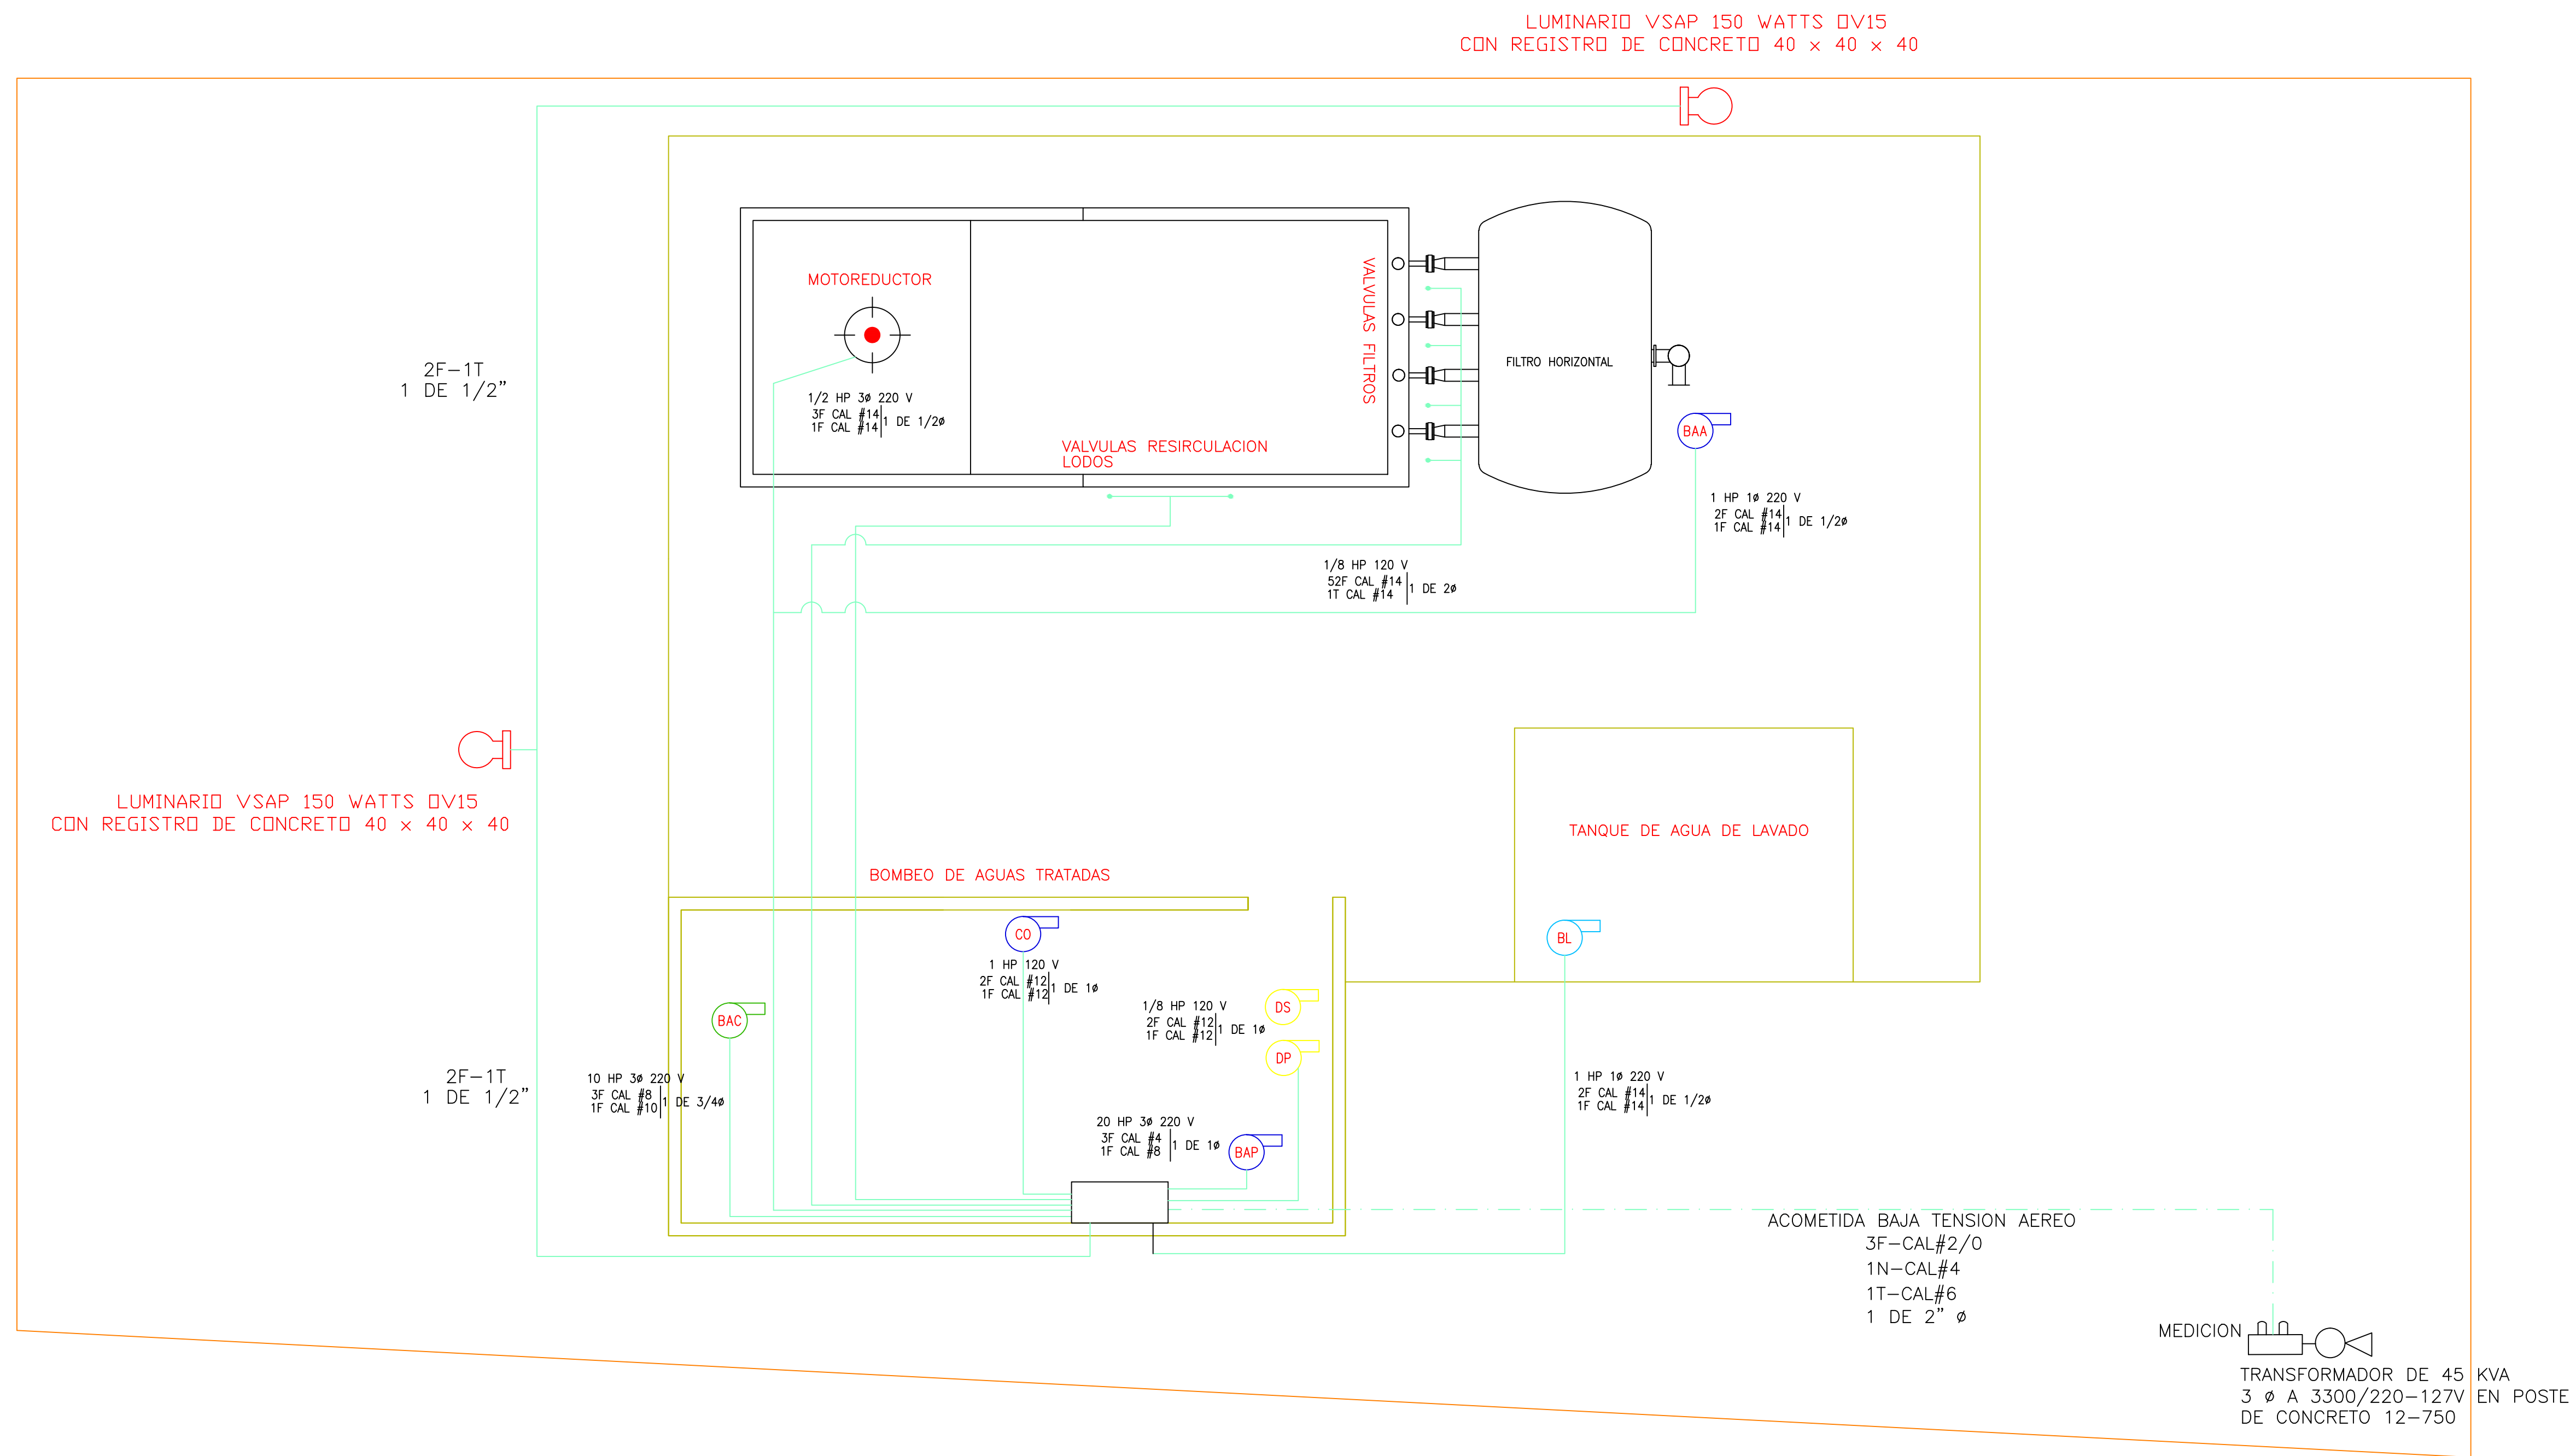 LUMINARIO VSAP 150 WATTS OV15
CON REGISTRO DE CONCRETO 40 x 40 x 40
MOTOREDUCTOR
1/2 HP 3ø 220 V
3F CAL #14
1F CAL #14
1 DE 1/2ø
VALVULAS RESIRCULACION
LODOS
VALVULAS FILTROS
FILTRO HORIZONTAL
BAA
1 HP 1ø 220 V
2F CAL #14
1F CAL #14
1 DE 1/2ø
2F-1T
1 DE 1/2"
1/8 HP 120 V
52F CAL #14
1T CAL #14
1 DE 2ø
LUMINARIO VSAP 150 WATTS OV15
CON REGISTRO DE CONCRETO 40 x 40 x 40
TANQUE DE AGUA DE LAVADO
BOMBEO DE AGUAS TRATADAS
CO
1 HP 120 V
2F CAL #12
1F CAL #12
1 DE 1ø
BL
BAC
1/8 HP 120 V
2F CAL #12
1F CAL #12
1 DE 1ø
DS
DP
2F-1T
1 DE 1/2"
10 HP 3ø 220 V
3F CAL #8
1F CAL #10
1 DE 3/4ø
1 HP 1ø 220 V
2F CAL #14
1F CAL #14
1 DE 1/2ø
20 HP 3ø 220 V
3F CAL #4
1F CAL #8
1 DE 1ø
BAP
ACOMETIDA BAJA TENSION AEREO
3F-CAL#2/0
1N-CAL#4
1T-CAL#6
1 DE 2" ø
MEDICION
TRANSFORMADOR DE 45 KVA
3 ø A 3300/220-127V EN POSTE
DE CONCRETO 12-750